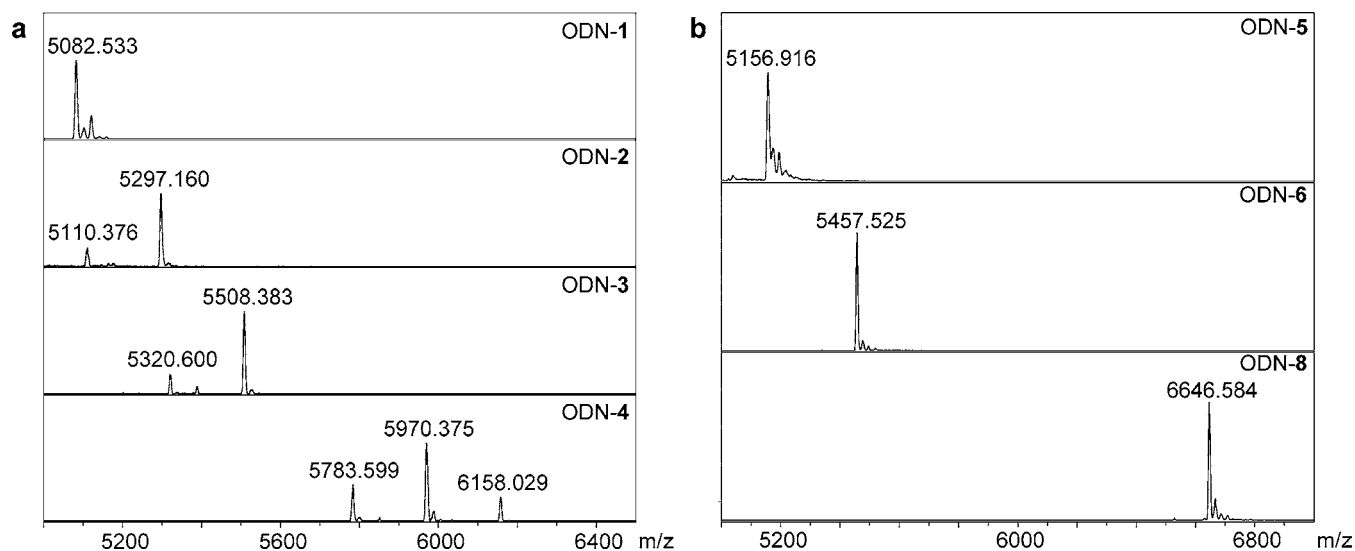 a
ODN-1
5082.533
ODN-2
5297.160
5110.376
ODN-3
5508.383
5320.600
ODN-4
5970.375
5783.599
6158.029
5200 5600 6000 6400 m/z
b
ODN-5
5156.916
ODN-6
5457.525
ODN-8
6646.584
5200 6000 6800 m/z